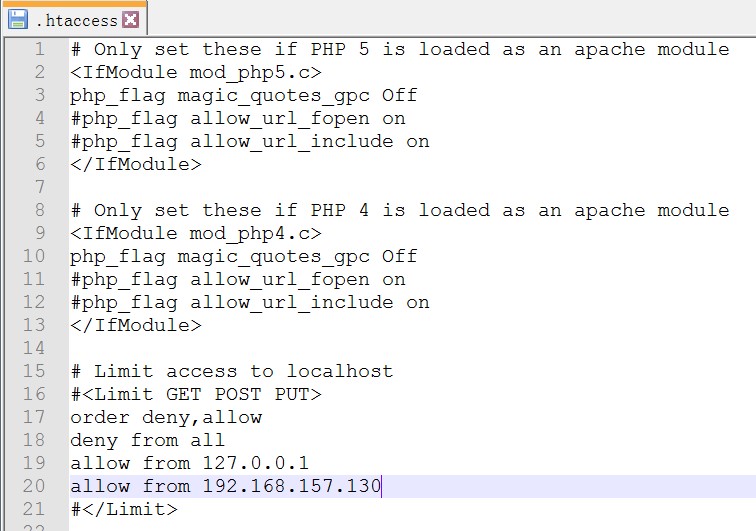 .htaccess
1 # Only set these if PHP 5 is loaded as an apache module
2 <IfModule mod_php5.c>
3 php_flag magic_quotes_gpc Off
4 #php_flag allow_url_fopen on
5 #php_flag allow_url_include on
6 </IfModule>
7
8 # Only set these if PHP 4 is loaded as an apache module
9 <IfModule mod_php4.c>
10 php_flag magic_quotes_gpc Off
11 #php_flag allow_url_fopen on
12 #php_flag allow_url_include on
13 </IfModule>
14
15 # Limit access to localhost
16 #<Limit GET POST PUT>
17 order deny,allow
18 deny from all
19 allow from 127.0.0.1
20 allow from 192.168.157.130
21 #</Limit>